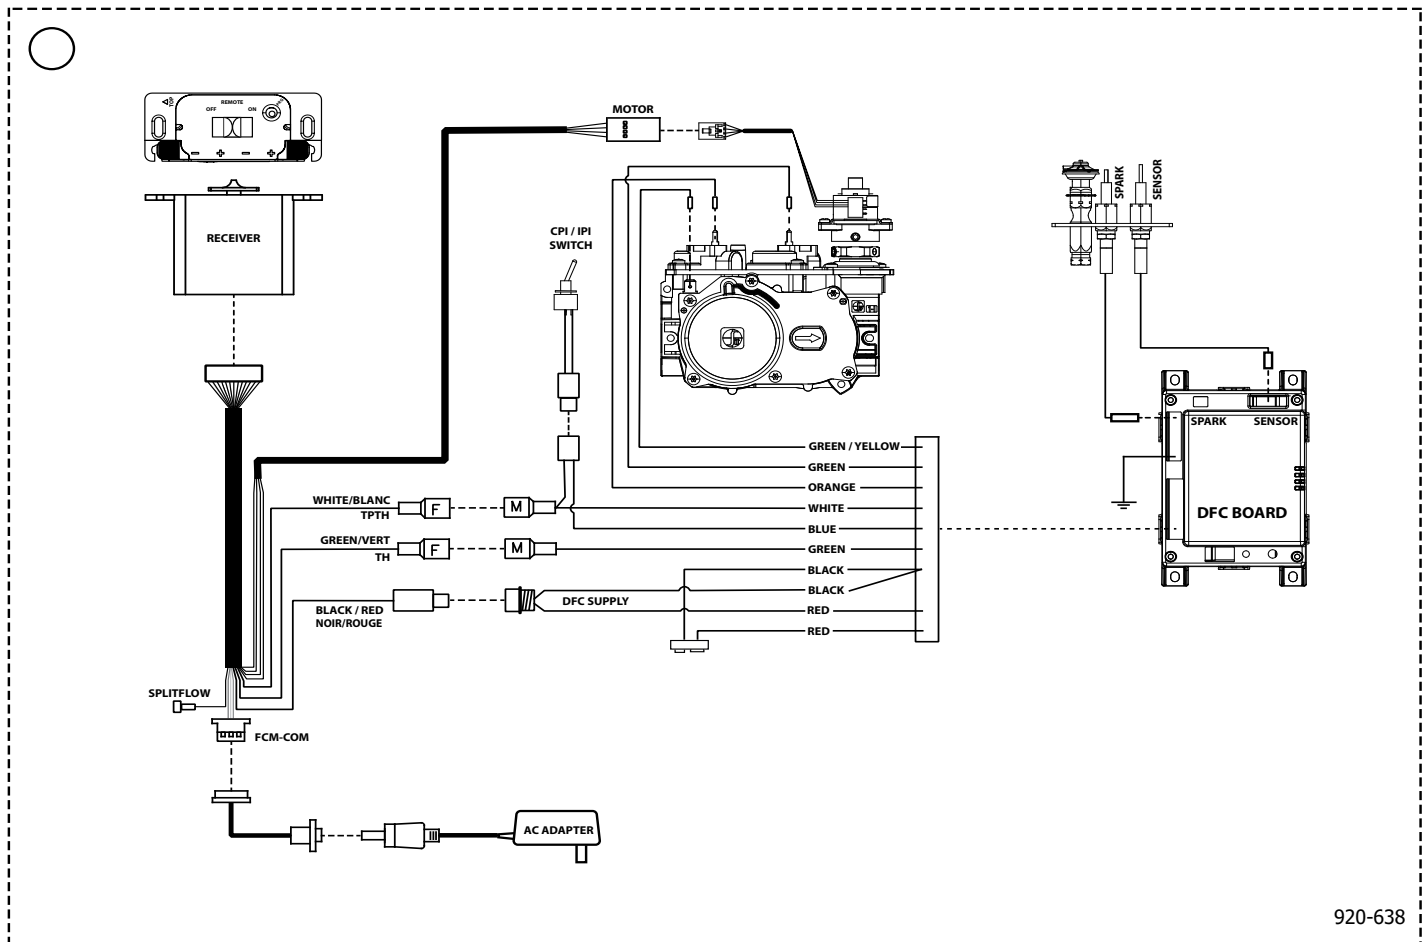 TOP
REMOTE
OFF ON
PRG
- + - +
RECEIVER
MOTOR
CPI / IPI
SWITCH
SPARK
SENSOR
SPARK SENSOR
DFC BOARD
GREEN / YELLOW
GREEN
ORANGE
WHITE
BLUE
GREEN
BLACK
BLACK
RED
RED
WHITE/BLANC
TPTH
F
M
GREEN/VERT
TH
F
M
BLACK / RED
NOIR/ROUGE
DFC SUPPLY
SPLITFLOW
FCM-COM
AC ADAPTER
920-638